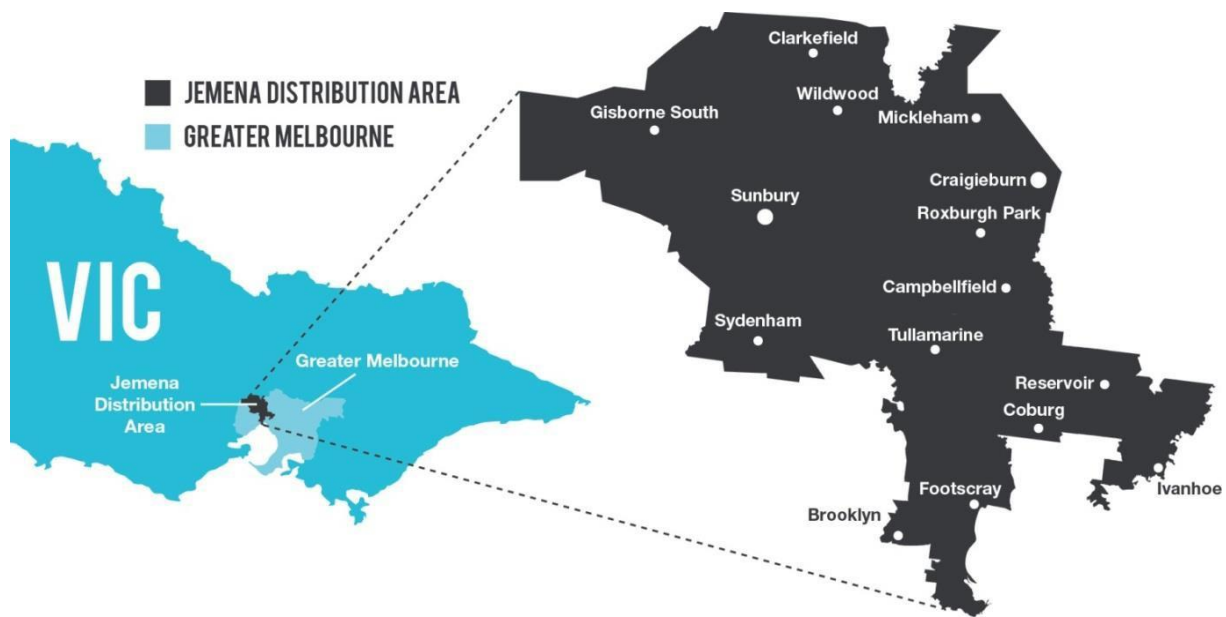 JEMENA DISTRIBUTION AREA
GREATER MELBOURNE
VIC
Jemena
Distribution
Area
Greater Melbourne
Clarkefield
Wildwood
Gisborne South
Mickleham
Craigieburn
Sunbury
Roxburgh Park
Campbellfield
Sydenham
Tullamarine
Reservoir
Coburg
Footscray
Ivanhoe
Brooklyn